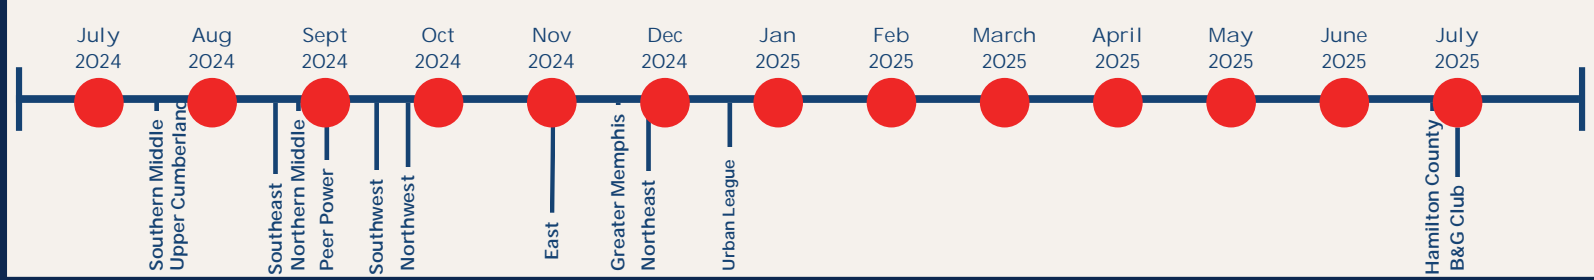 July
2024
Aug
2024
Sept
2024
Oct
2024
Nov
2024
Dec
2024
Jan
2025
Feb
2025
March
2025
April
2025
May
2025
June
2025
July
2025
Southern Middle
Upper Cumberland
Southeast
Northern Middle
Peer Power
Southwest
Northwest
East
Greater Memphis
Northeast
Urban League
Hamilton County
B&G Club